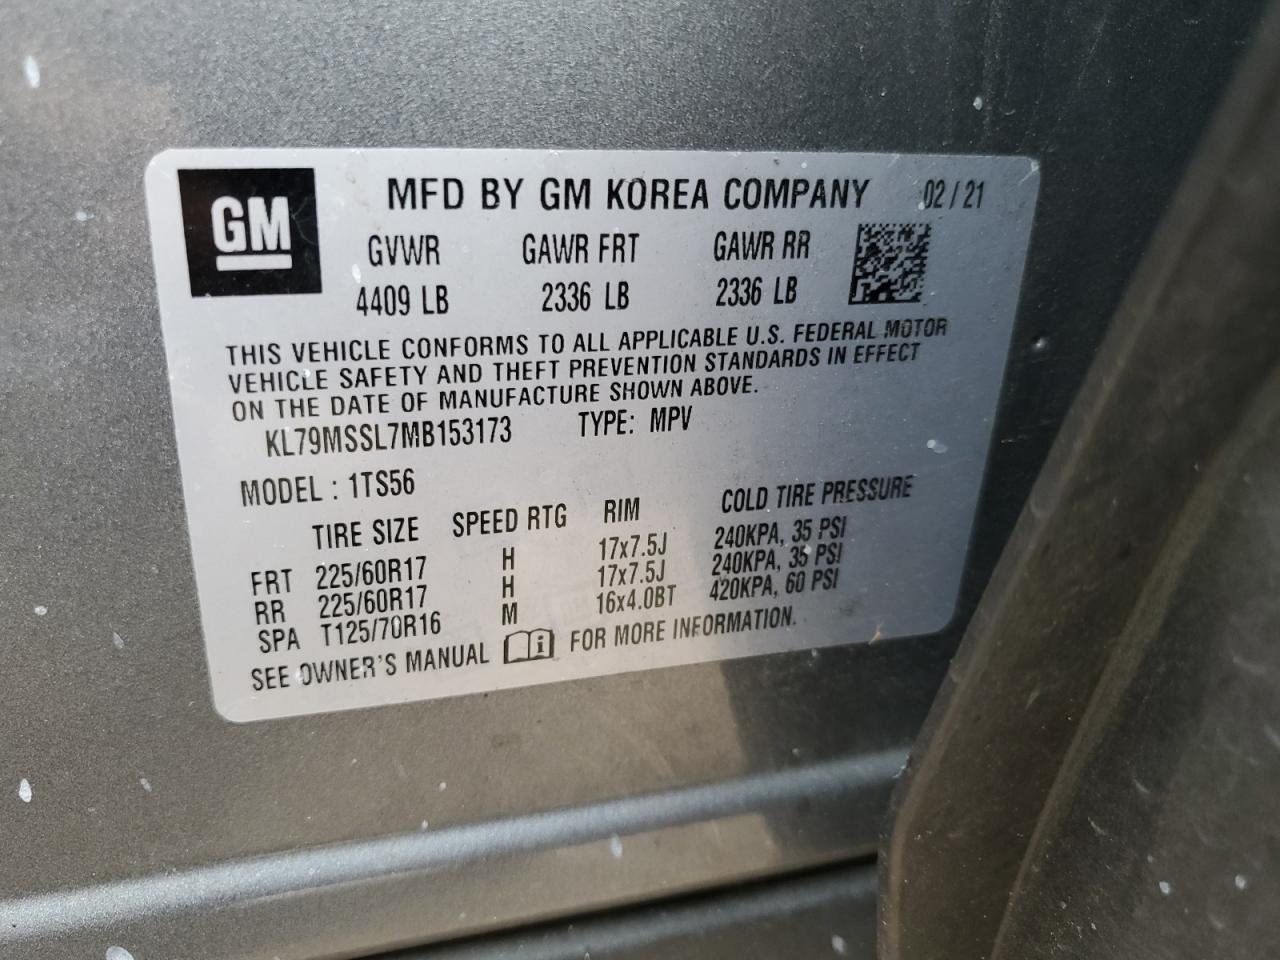 GM
MFD BY GM KOREA COMPANY 02/21
GVWR GAWR FRT GAWR RR
4409 LB 2336 LB 2336 LB
THIS VEHICLE CONFORMS TO ALL APPLICABLE U.S. FEDERAL MOTOR
VEHICLE SAFETY AND THEFT PREVENTION STANDARDS IN EFFECT
ON THE DATE OF MANUFACTURE SHOWN ABOVE.
KL79MSSL7MB153173 TYPE: MPV
MODEL : 1TS56
TIRE SIZE SPEED RTG RIM COLD TIRE PRESSURE
FRT 225/60R17 H 17x7.5J 240KPA, 35 PSI
RR 225/60R17 H 17x7.5J 240KPA, 35 PSI
SPA T125/70R16 M 16x4.0BT 420KPA, 60 PSI
SEE OWNER'S MANUAL i FOR MORE INFORMATION.